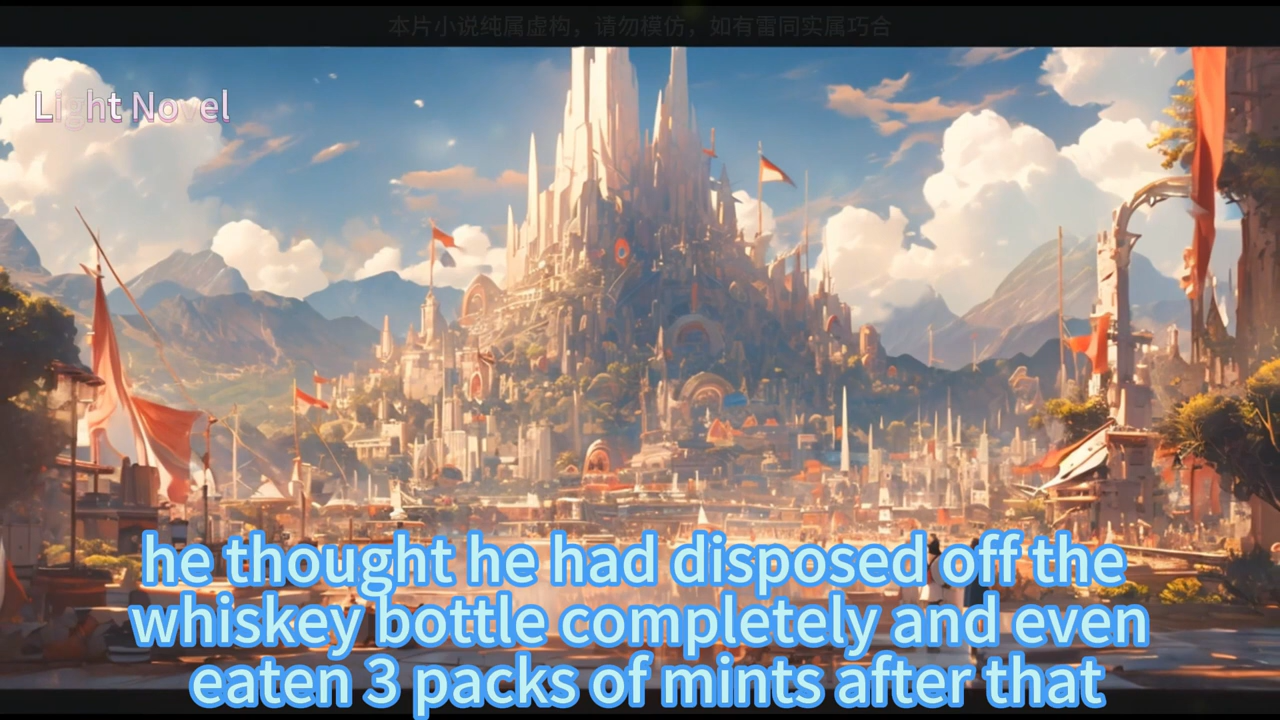 本片小说纯属虚构，请勿模仿，如有雷同实属巧合
Light Novel
he thought he had disposed off the
whiskey bottle completely and even
eaten 3 packs of mints after that